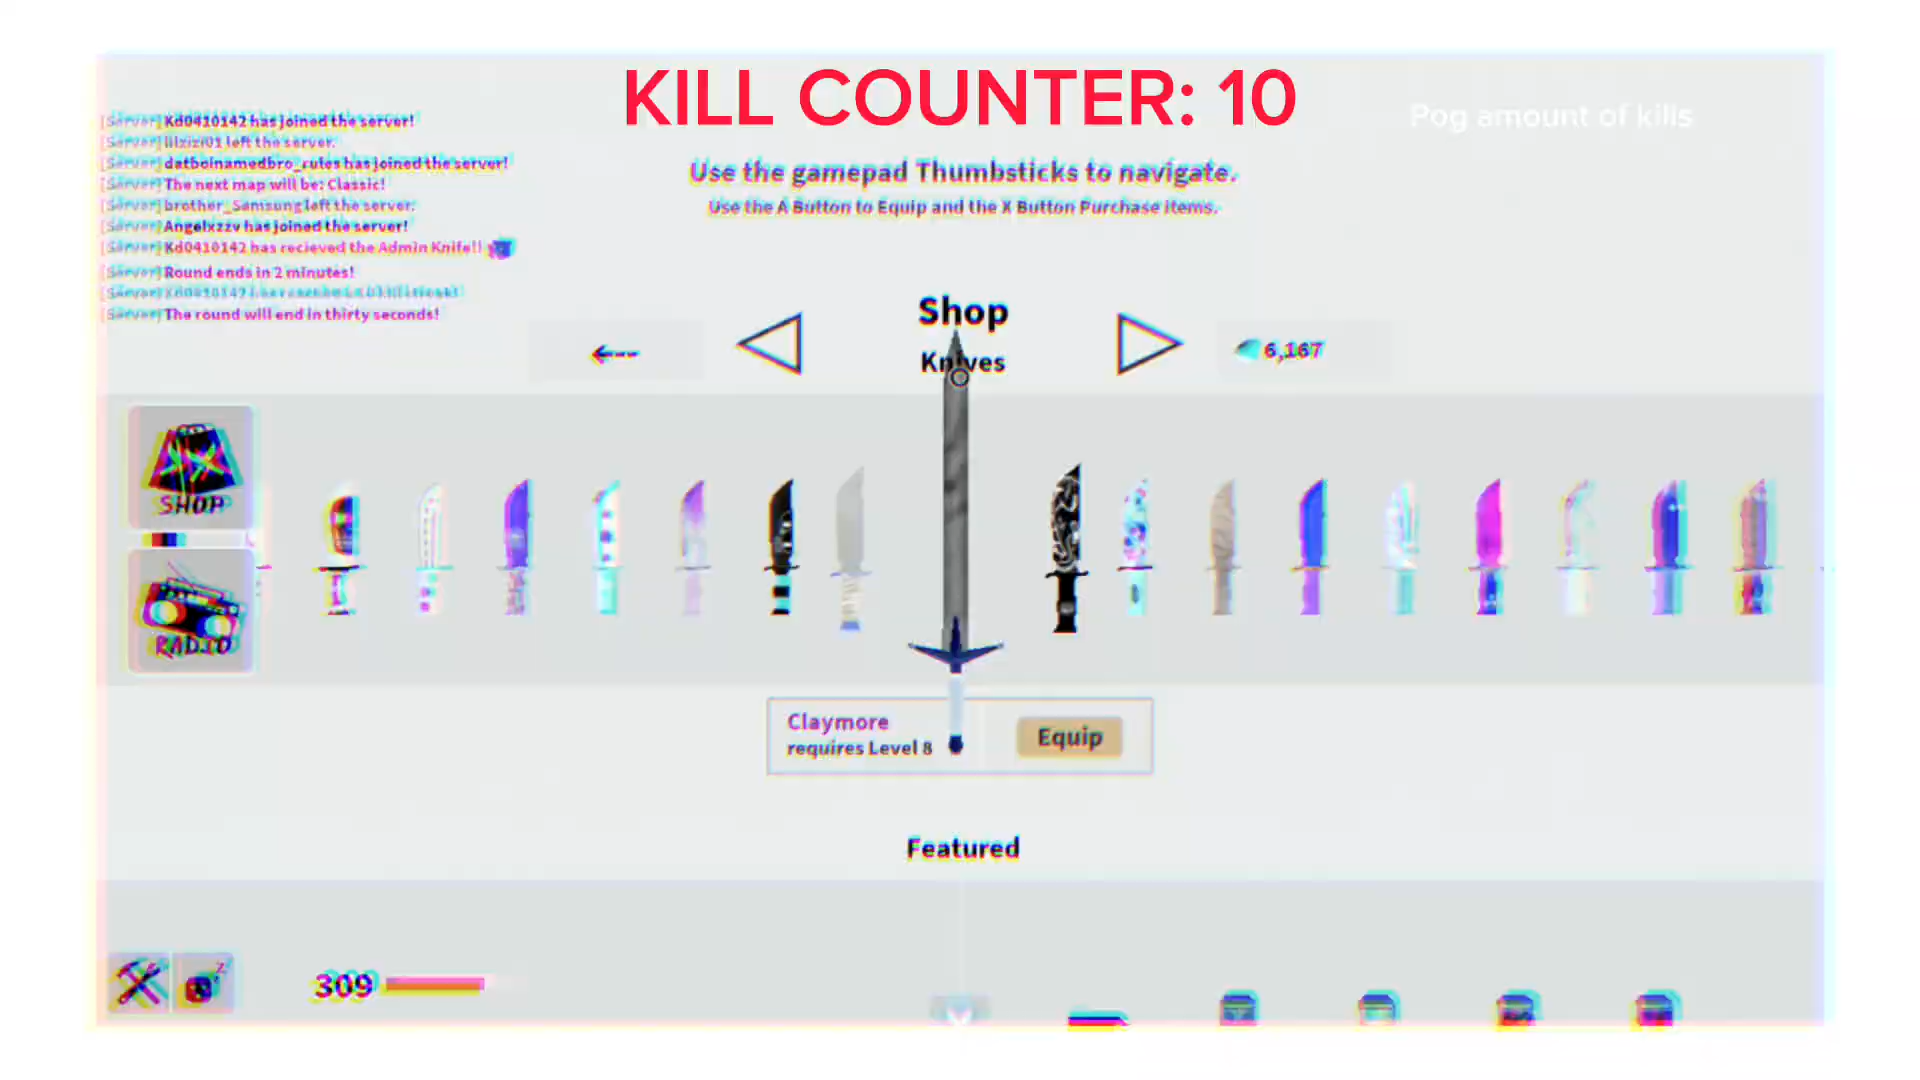 KILL COUNTER: 10
Pog amount of kills
[Server] Kd0410142 has joined the server!
[Server] lilzizi01 left the server.
[Server] datboinamedbro_rules has joined the server!
[Server] The next map will be: Classic!
[Server] brother_Samsung left the server.
[Server] Angelxzzv has joined the server!
[Server] Kd0410142 has recieved the Admin Knife!!
[Server] Round ends in 2 minutes!
[Server] Kd0410142
[Server] The round will end in thirty seconds!
Use the gamepad Thumbsticks to navigate.
Use the A Button to Equip and the X Button Purchase items.
Shop
Knives
6,167
SHOP
RADIO
Claymore
requires Level 8
Equip
Featured
309